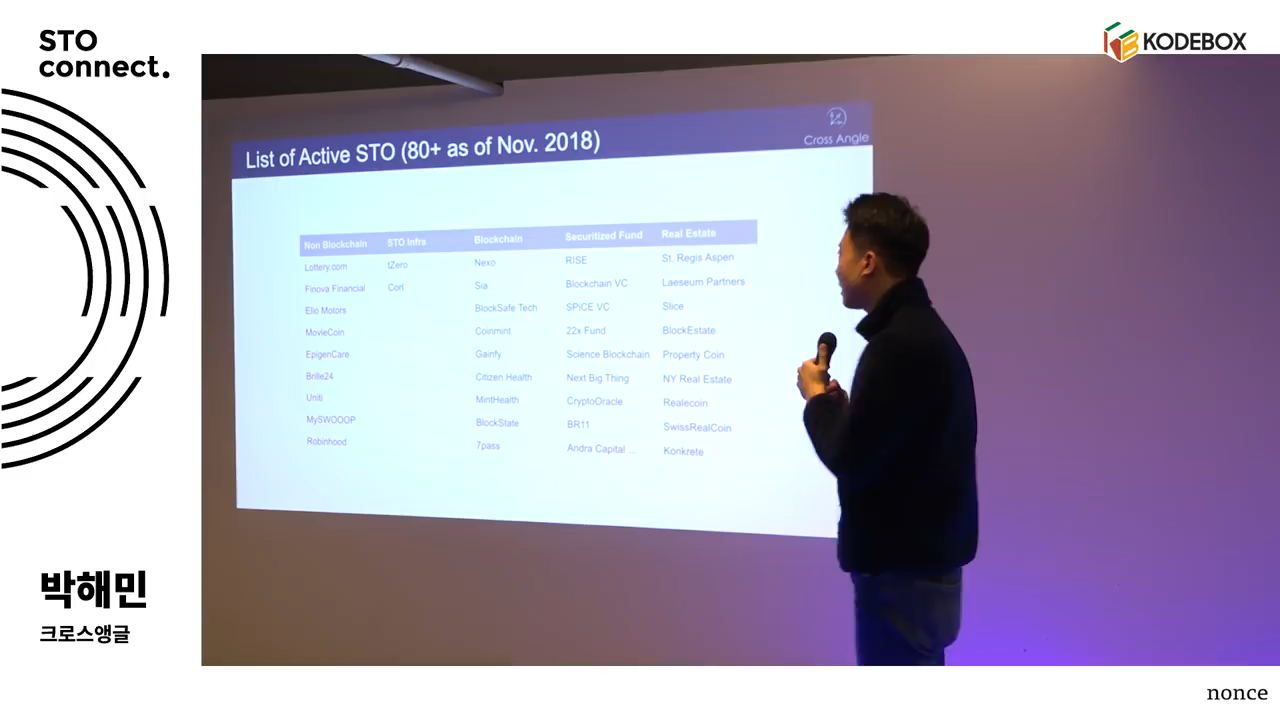 STO
connect.
KODEBOX
List of Active STO (80+ as of Nov. 2018)
Cross Angle
Non Blockchain STO Infra Blockchain Securitized Fund Real Estate
Lottery.com tZero Nexo RISE St. Regis Aspen
Finova Financial Corl Sia Blockchain VC Laeseum Partners
Elio Motors BlockSafe Tech SPiCE VC Slice
MovieCoin Coinmint 22x Fund BlockEstate
EpigenCare Gainfy Science Blockchain Property Coin
Brille24 Citizen Health Next Big Thing NY Real Estate
Uniti MintHealth CryptoOracle Realecoin
MySWOOOP BlockState BR11 SwissRealCoin
Robinhood 7pass Andra Capital ... Konkrete
박해민
크로스앵글
nonce